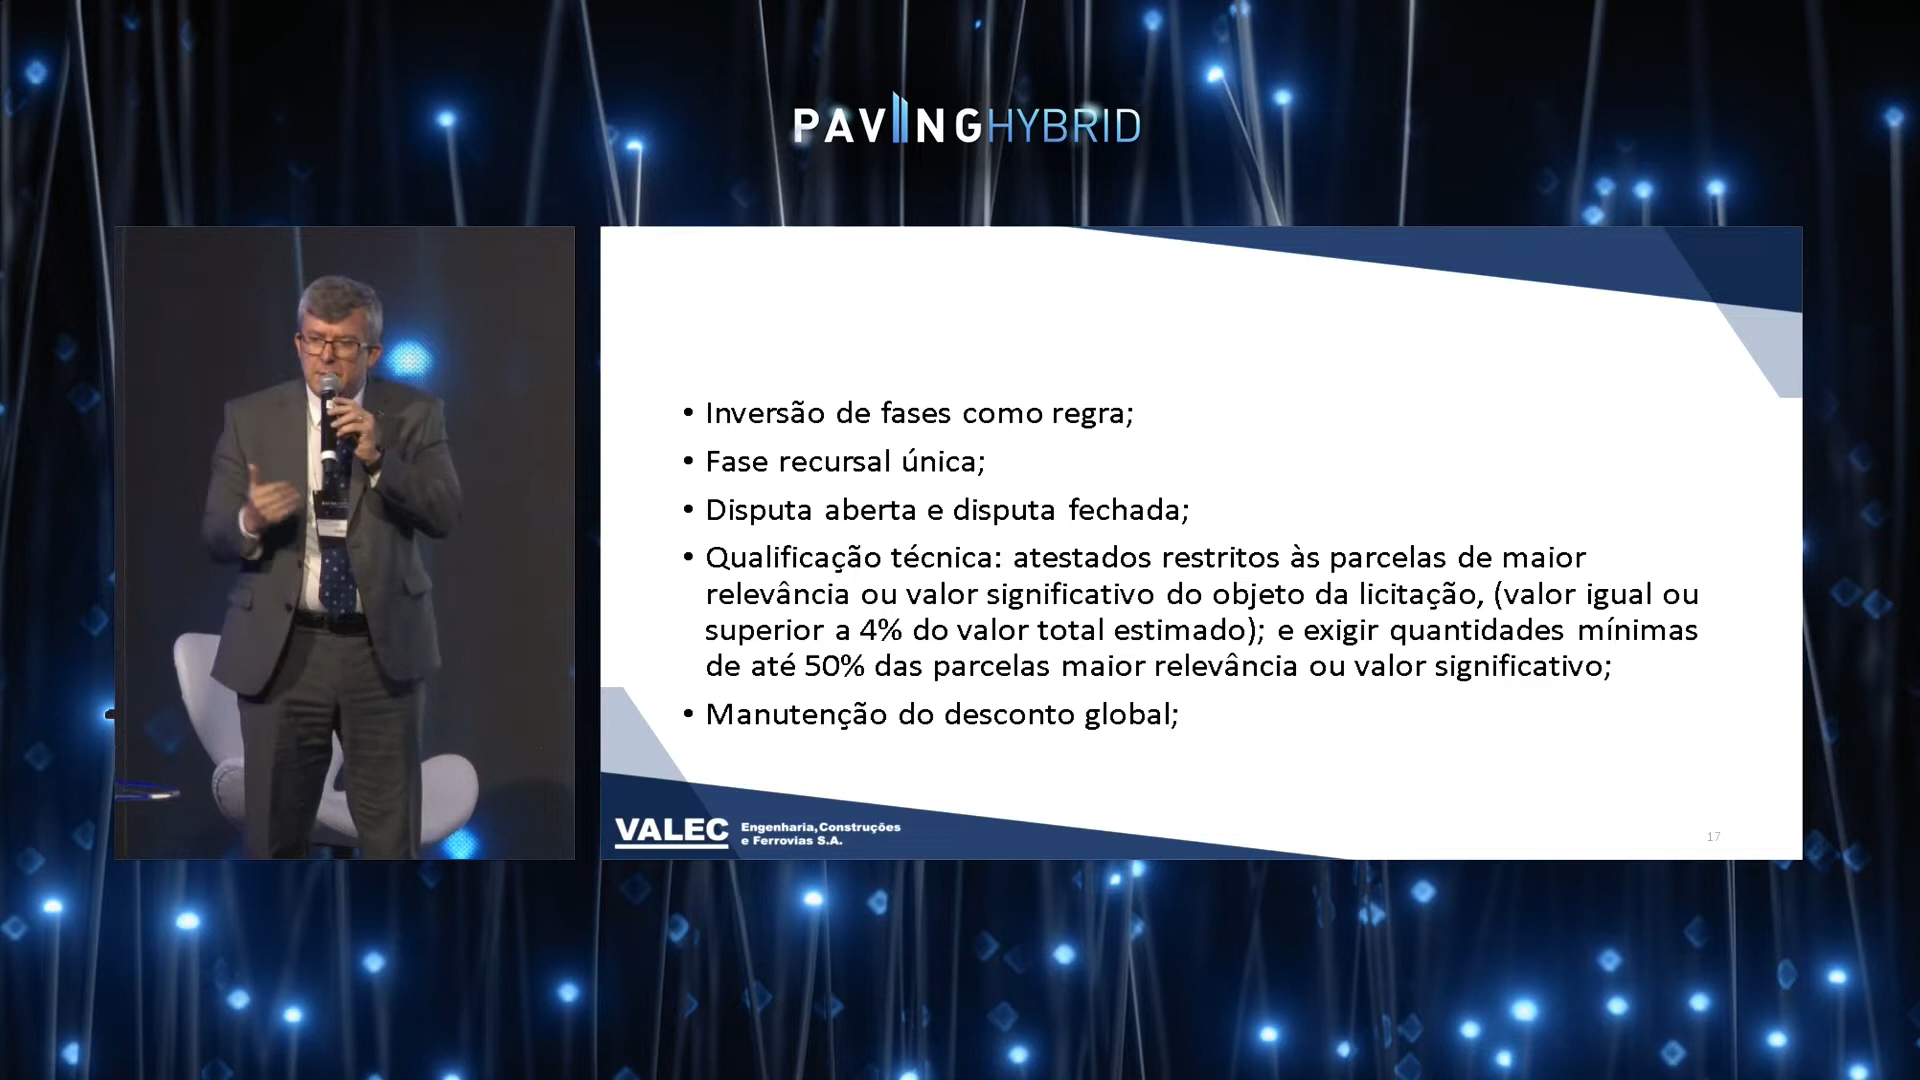 PAVING HYBRID
• Inversão de fases como regra;
• Fase recursal única;
• Disputa aberta e disputa fechada;
• Qualificação técnica: atestados restritos às parcelas de maior
relevância ou valor significativo do objeto da licitação, (valor igual ou
superior a 4% do valor total estimado); e exigir quantidades mínimas
de até 50% das parcelas maior relevância ou valor significativo;
• Manutenção do desconto global;
VALEC Engenharia, Construções
e Ferrovias S.A.
17